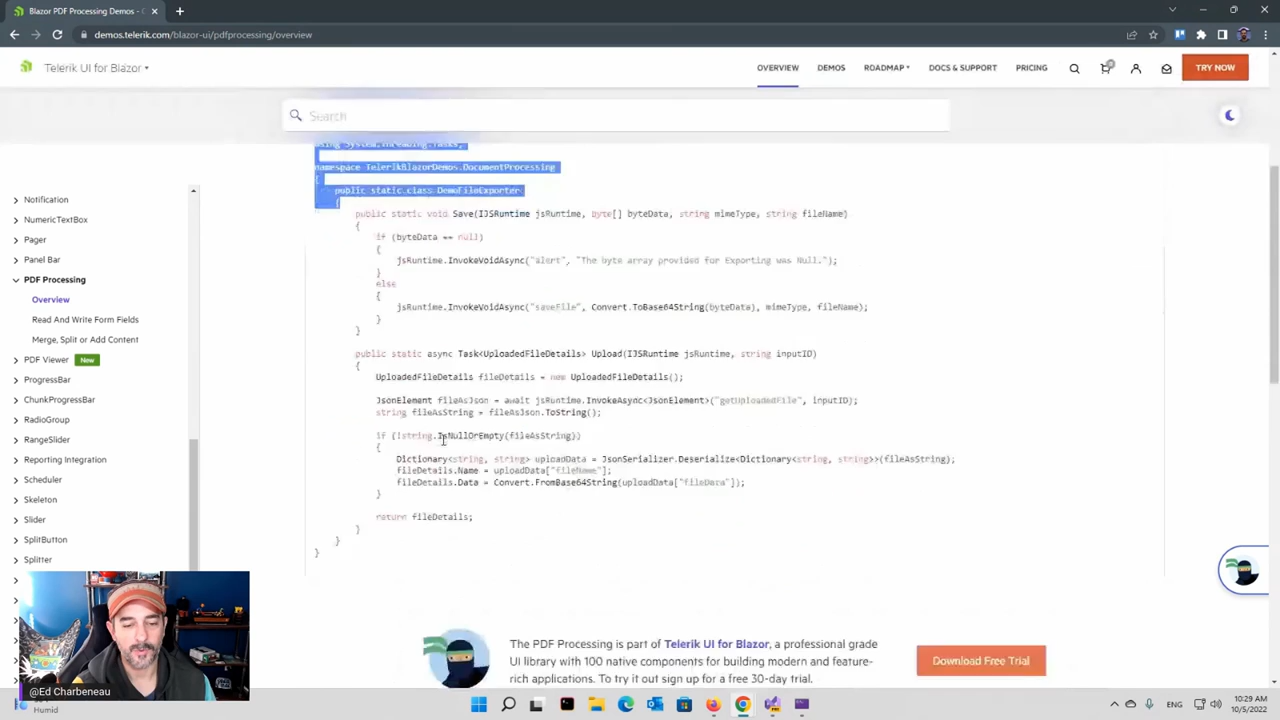 Blazor PDF Processing Demos - C
demos.telerik.com/blazor-ui/pdfprocessing/overview
Telerik UI for Blazor
OVERVIEW
DEMOS
ROADMAP
DOCS & SUPPORT
PRICING
0
TRY NOW
Search
Notification
NumericTextBox
Pager
Panel Bar
PDF Processing
Overview
Read And Write Form Fields
Merge, Split or Add Content
PDF Viewer New
ProgressBar
ChunkProgressBar
RadioGroup
RangeSlider
Reporting Integration
Scheduler
Skeleton
Slider
SplitButton
Splitter
using System.Threading.Tasks;
namespace TelerikBlazorDemos.DocumentProcessing
{
public static class DemoFileExporter
{
public static void Save(IJSRuntime jsRuntime, byte[] byteData, string mimeType, string fileName)
{
if (byteData == null)
{
jsRuntime.InvokeVoidAsync("alert", "The byte array provided for Exporting was Null.");
}
else
{
jsRuntime.InvokeVoidAsync("saveFile", Convert.ToBase64String(byteData), mimeType, fileName);
}
}
public static async Task<UploadedFileDetails> Upload(IJSRuntime jsRuntime, string inputID)
{
UploadedFileDetails fileDetails = new UploadedFileDetails();
JsonElement fileAsJson = await jsRuntime.InvokeAsync<JsonElement>("getUploadedFile", inputID);
string fileAsString = fileAsJson.ToString();
if (!string.IsNullOrEmpty(fileAsString))
{
Dictionary<string, string> uploadData = JsonSerializer.Deserialize<Dictionary<string, string>>(fileAsString);
fileDetails.Name = uploadData["fileName"];
fileDetails.Data = Convert.FromBase64String(uploadData["fileData"]);
}
return fileDetails;
}
}
}
The PDF Processing is part of Telerik UI for Blazor, a professional grade
UI library with 100 native components for building modern and feature-
rich applications. To try it out sign up for a free 30-day trial.
Download Free Trial
@Ed Charbeneau
Humid
ENG
10:29 AM
10/5/2022